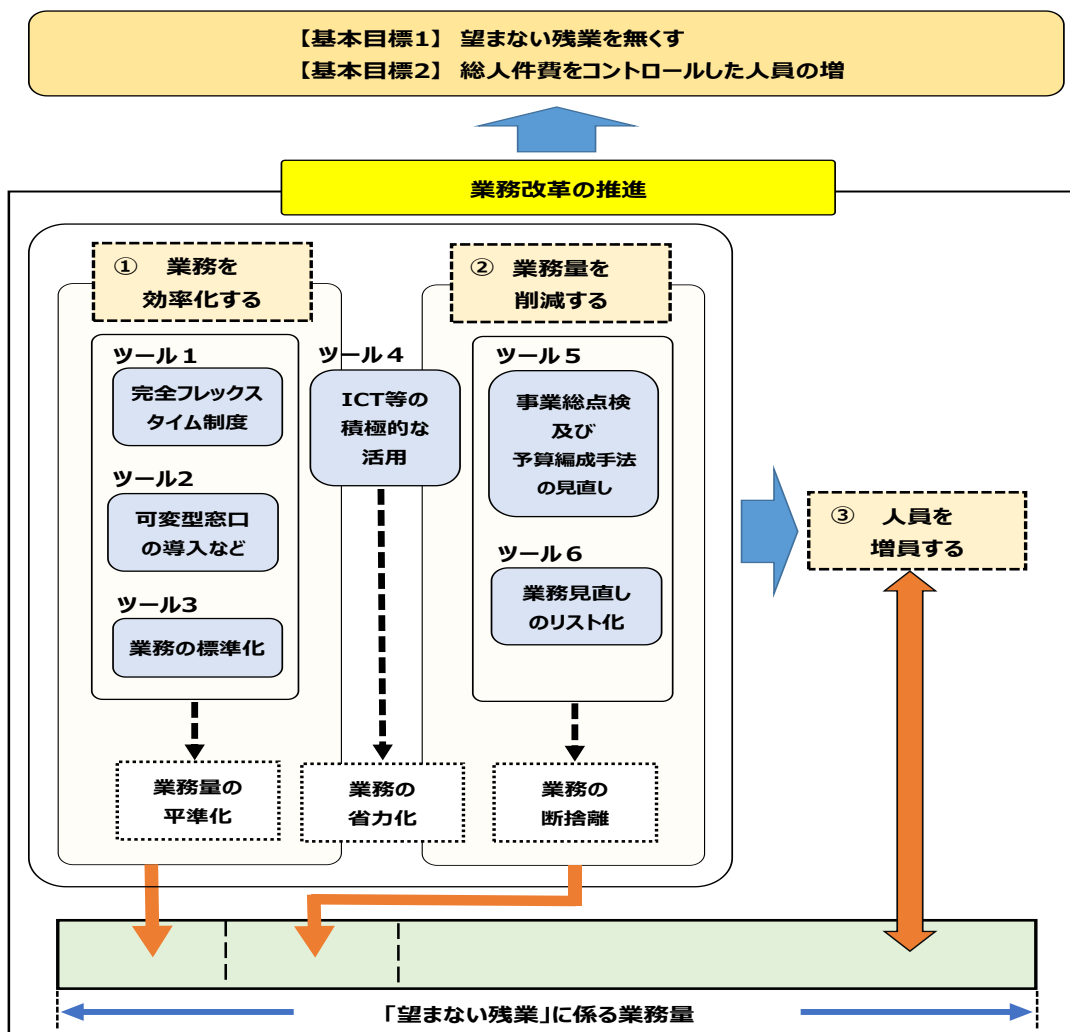 【基本目標1】 望まない残業を無くす
【基本目標2】 総人件費をコントロールした人員の増
業務改革の推進
① 業務を
効率化する
ツール１
完全フレックス
タイム制度
ツール2
可変型窓口
の導入など
ツール3
業務の標準化
業務量の
平準化
ツール４
ICT等の
積極的な
活用
業務の
省力化
② 業務量を
削減する
ツール５
事業総点検
及び
予算編成手法
の見直し
ツール６
業務見直し
のリスト化
業務の
断捨離
③ 人員を
増員する
「望まない残業」に係る業務量